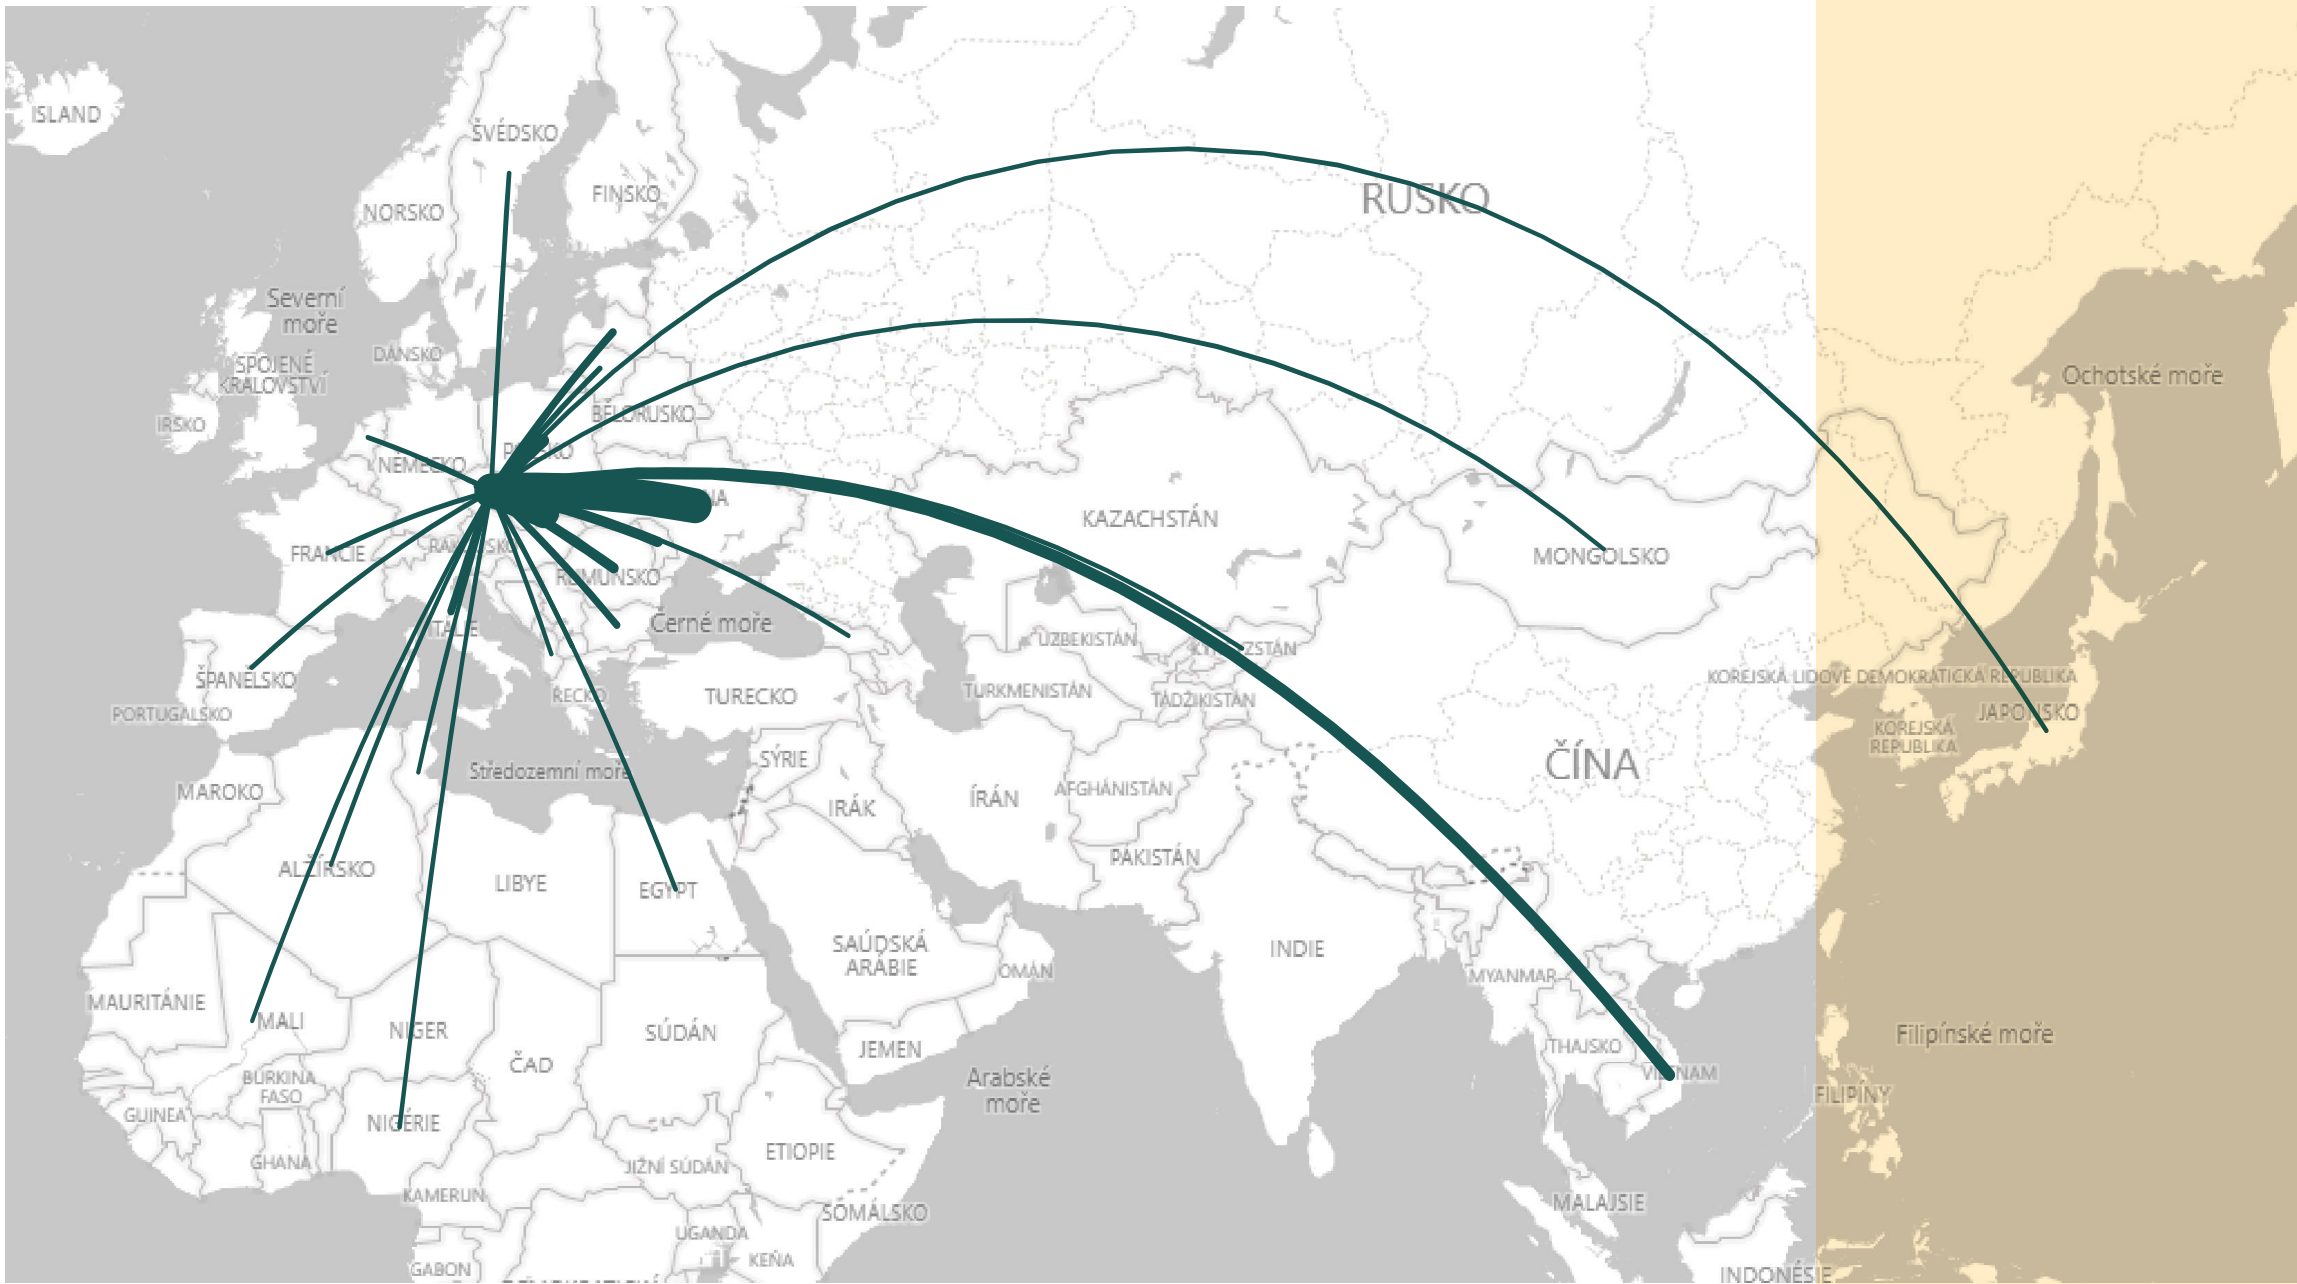 ISLAND
ŠVÉDSKO
FINSKO
NORSKO
RUSKO
Severní
moře
DÁNSKO
SPOJENÉ
KRÁLOVSTVÍ
IRSKO
BĚLORUSKO
NĚMECKO
FRANCIE
RUMUNSKO
ITÁLIE
Černé moře
ŠPANĚLSKO
PORTUGALSKO
ŘECKO
TURECKO
KAZACHSTÁN
MONGOLSKO
Ochotské moře
UZBEKISTÁN
TURKMENISTÁN
TÁDŽIKISTÁN
KOREJSKÁ LIDOVĚ DEMOKRATICKÁ REPUBLIKA
JAPONSKO
KOREJSKÁ
REPUBLIKA
ČÍNA
Středozemní moře
SÝRIE
IRÁK
ÍRÁN
AFGHÁNISTÁN
PÁKISTÁN
MAROKO
ALŽÍRSKO
LIBYE
EGYPT
SAÚDSKÁ
ARÁBIE
OMÁN
INDIE
MYANMAR
MAURITÁNIE
MALI
NIGER
ČAD
SÚDÁN
JEMEN
THAJSKO
VIETNAM
Filipínské moře
Arabské
moře
BURKINA
FASO
GUINEA
NIGÉRIE
FILIPÍNY
GHANA
JIŽNÍ SÚDÁN
ETIOPIE
KAMERUN
SOMÁLSKO
MALAJSIE
UGANDA
KEŇA
GABON
INDONÉSIE